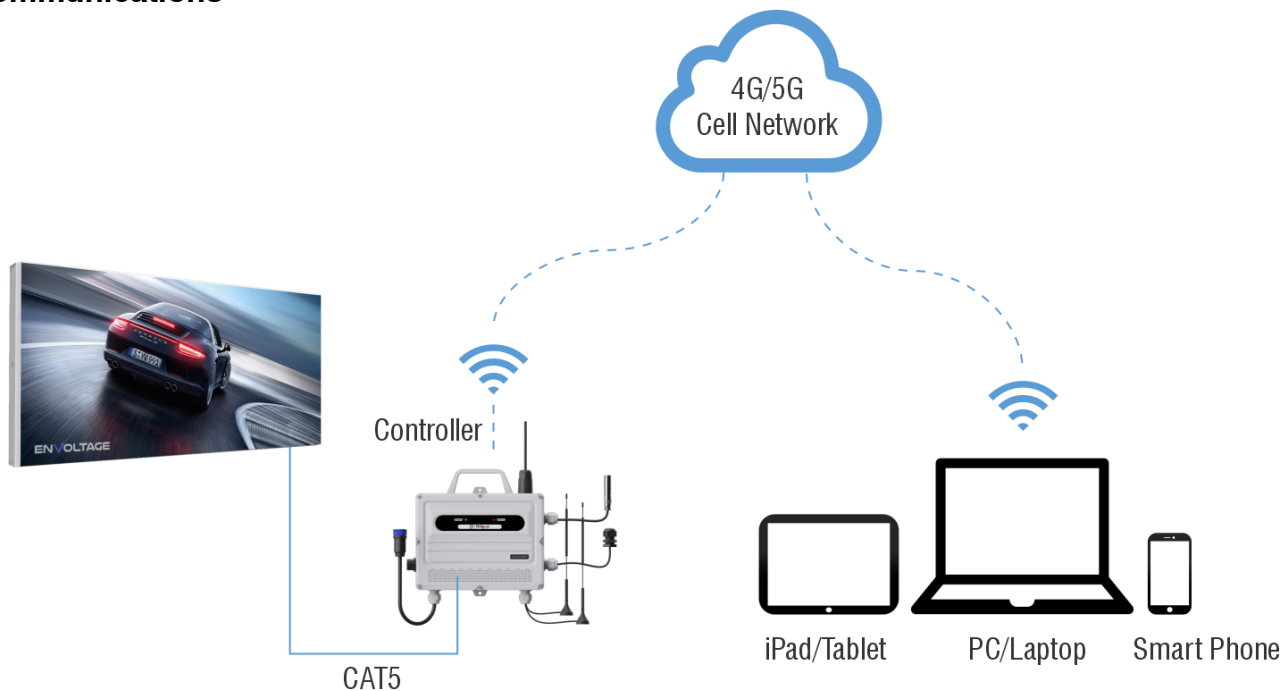 4G/5G
Cell Network
ENVOLTAGE
Controller
CAT5
iPad/Tablet
PC/Laptop
Smart Phone